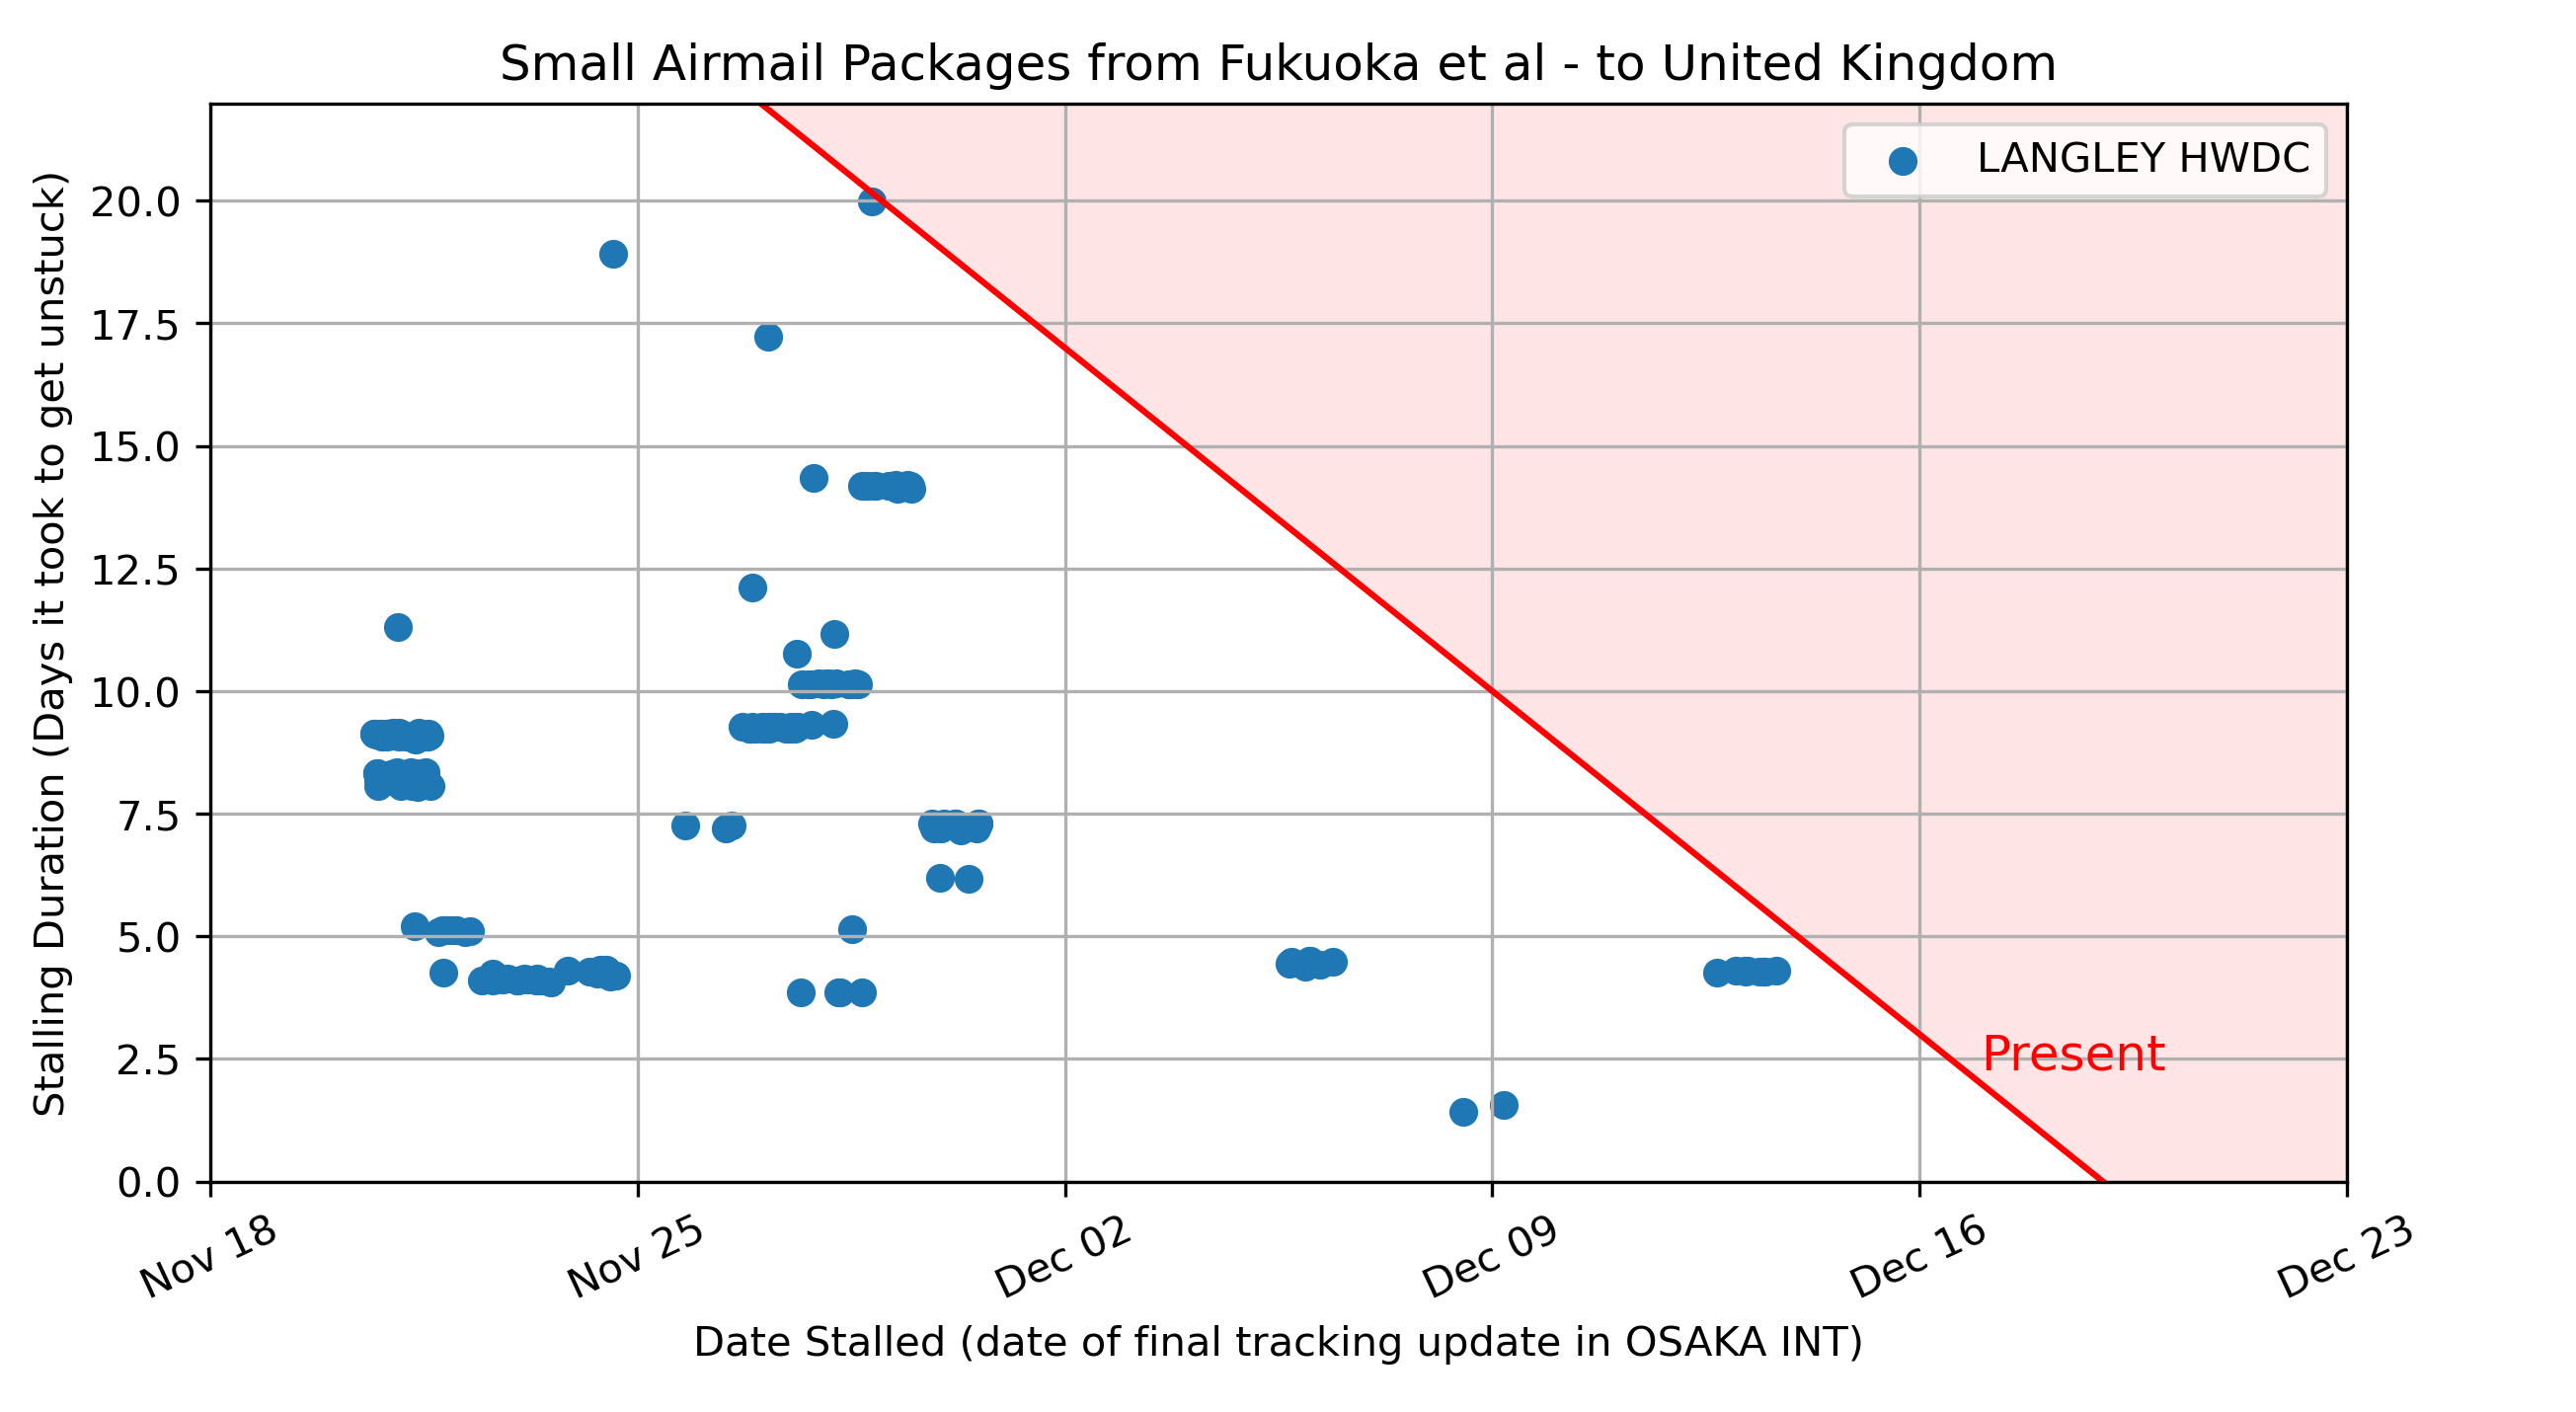 Small Airmail Packages from Fukuoka et al - to United Kingdom
LANGLEY HWDC
Stalling Duration (Days it took to get unstuck)
20.0
17.5
15.0
12.5
10.0
7.5
5.0
2.5
0.0
Present
Nov 18
Nov 25
Dec 02
Dec 09
Dec 16
Dec 23
Date Stalled (date of final tracking update in OSAKA INT)